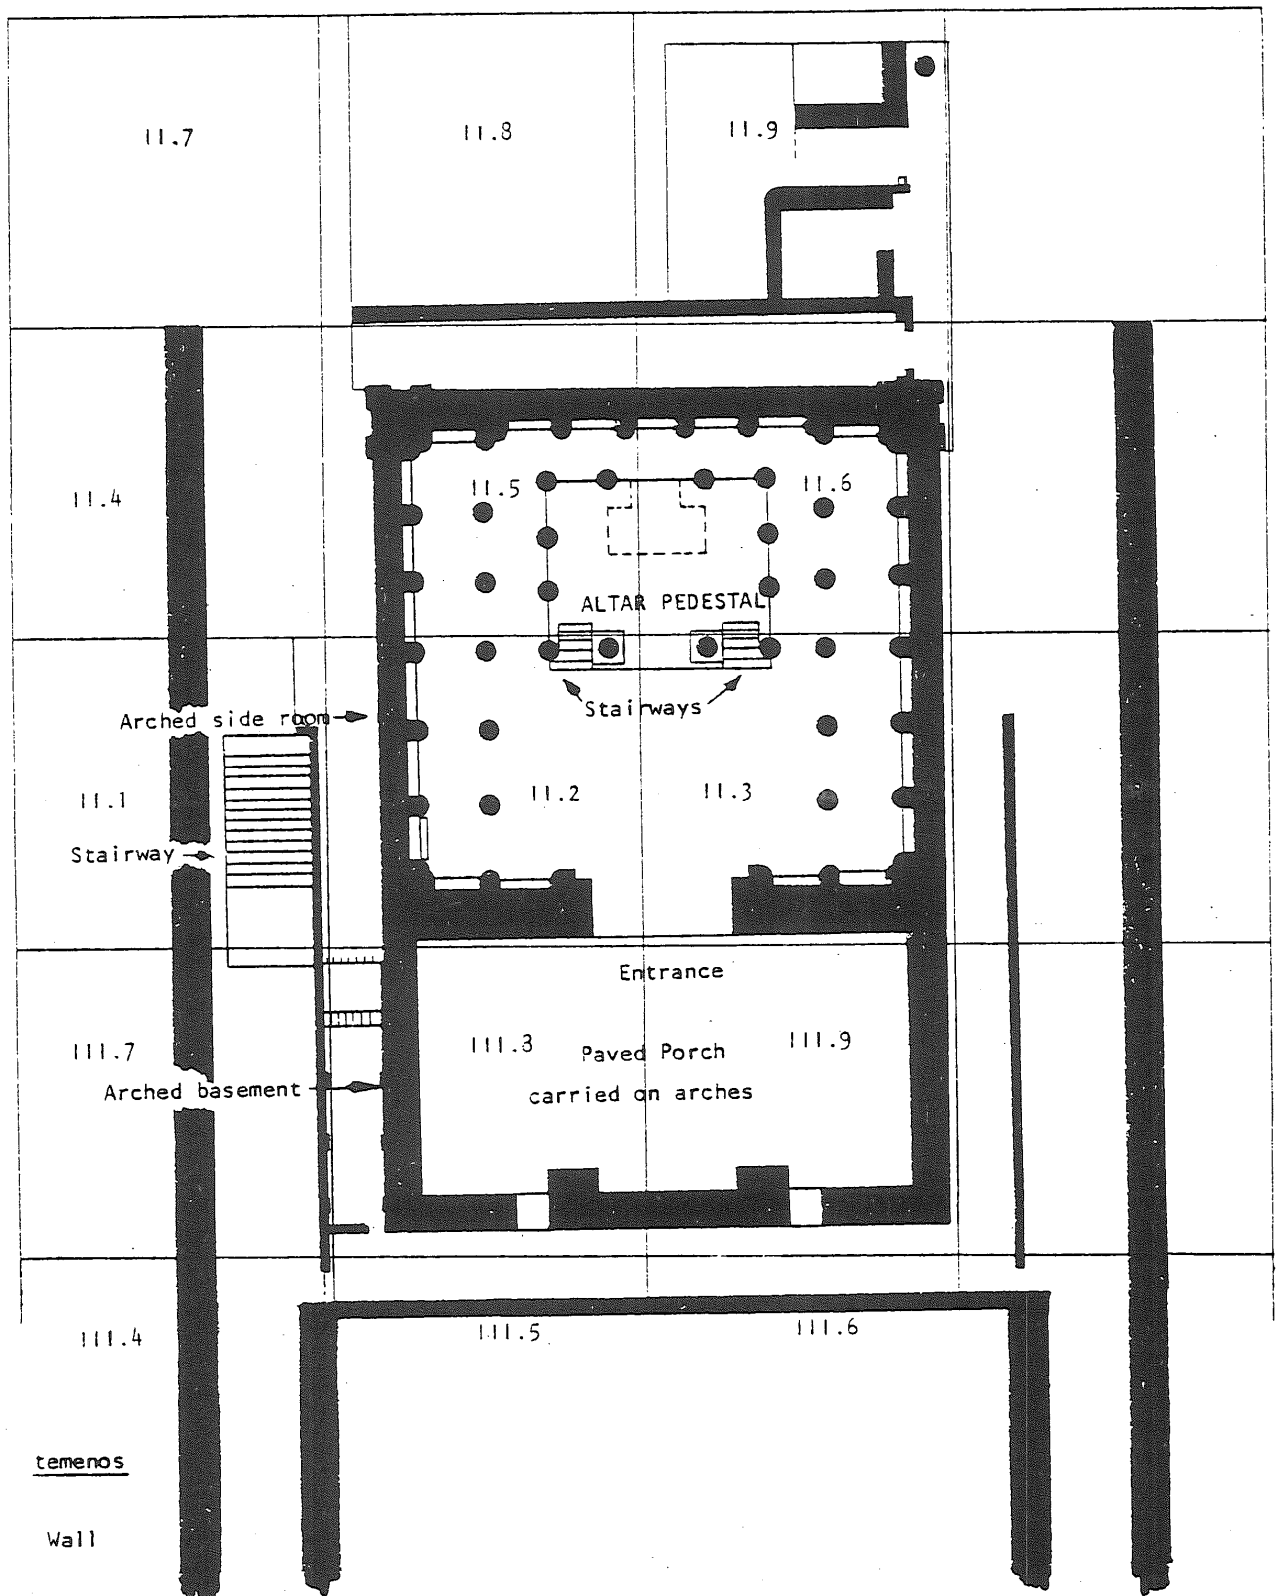 II.7
II.8
II.9
II.4
II.5
II.6
ALTAR PEDESTAL
Stairways
Arched side room
II.1
II.2
II.3
Stairway
Entrance
III.7
III.3
III.9
Paved Porch
carried on arches
Arched basement
III.4
III.5
III.6
temenos
Wall